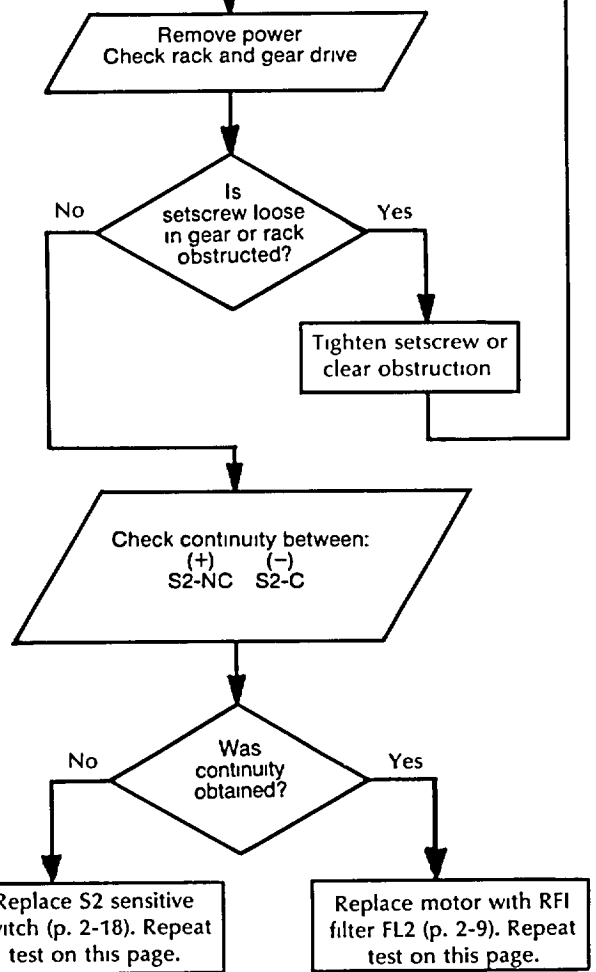 Remove power
Check rack and gear drive
Is
setscrew loose
in gear or rack
obstructed?
No
Yes
Tighten setscrew or
clear obstruction
Check continuity between:
(+) (−)
S2-NC S2-C
Was
continuity
obtained?
No
Yes
Replace S2 sensitive
switch (p. 2-18). Repeat
test on this page.
Replace motor with RFI
filter FL2 (p. 2-9). Repeat
test on this page.